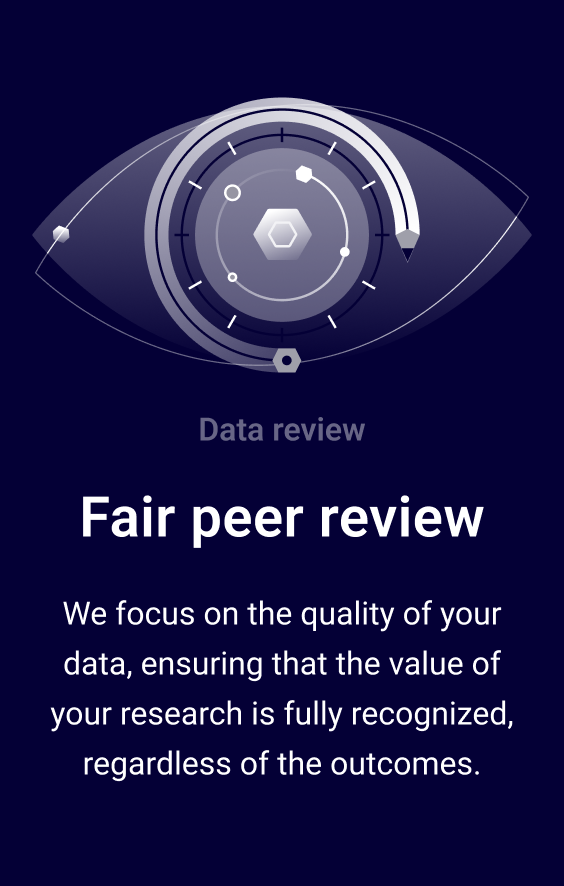 Data review
Fair peer review
We focus on the quality of your
data, ensuring that the value of
your research is fully recognized,
regardless of the outcomes.